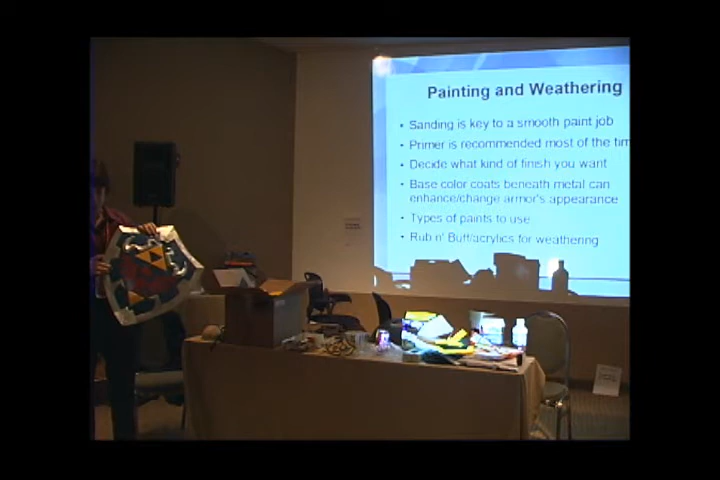 Painting and Weathering
• Sanding is key to a smooth paint job
• Primer is recommended most of the tim
• Decide what kind of finish you want
• Base color coats beneath metal can
enhance/change armor's appearance
• Types of paints to use
• Rub n' Buff/acrylics for weathering